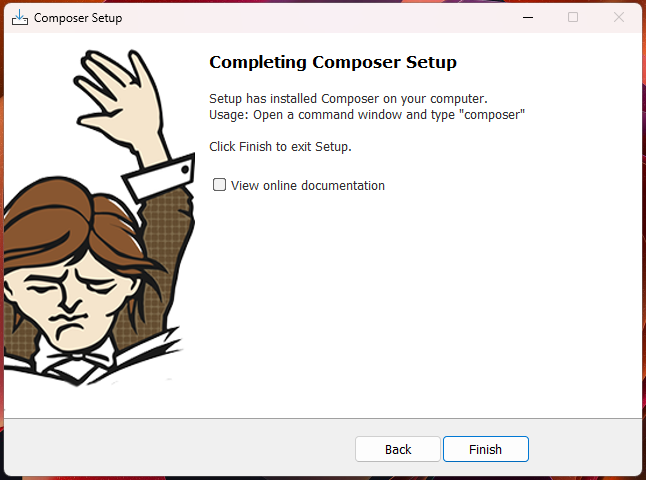 Composer Setup
Completing Composer Setup
Setup has installed Composer on your computer.
Usage: Open a command window and type "composer"
Click Finish to exit Setup.
View online documentation
Back
Finish